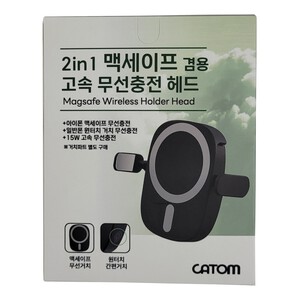 2in1 맥세이프 겸용
고속 무선충전 헤드
Magsafe Wireless Holder Head
+아이폰 맥세이프 무선충전
+일반폰 원터치 거치 무선충전
+15W 고속 무선충전
※거치파트 별도 구매
맥세이프
무선거치
원터치
간편거치
CATOM